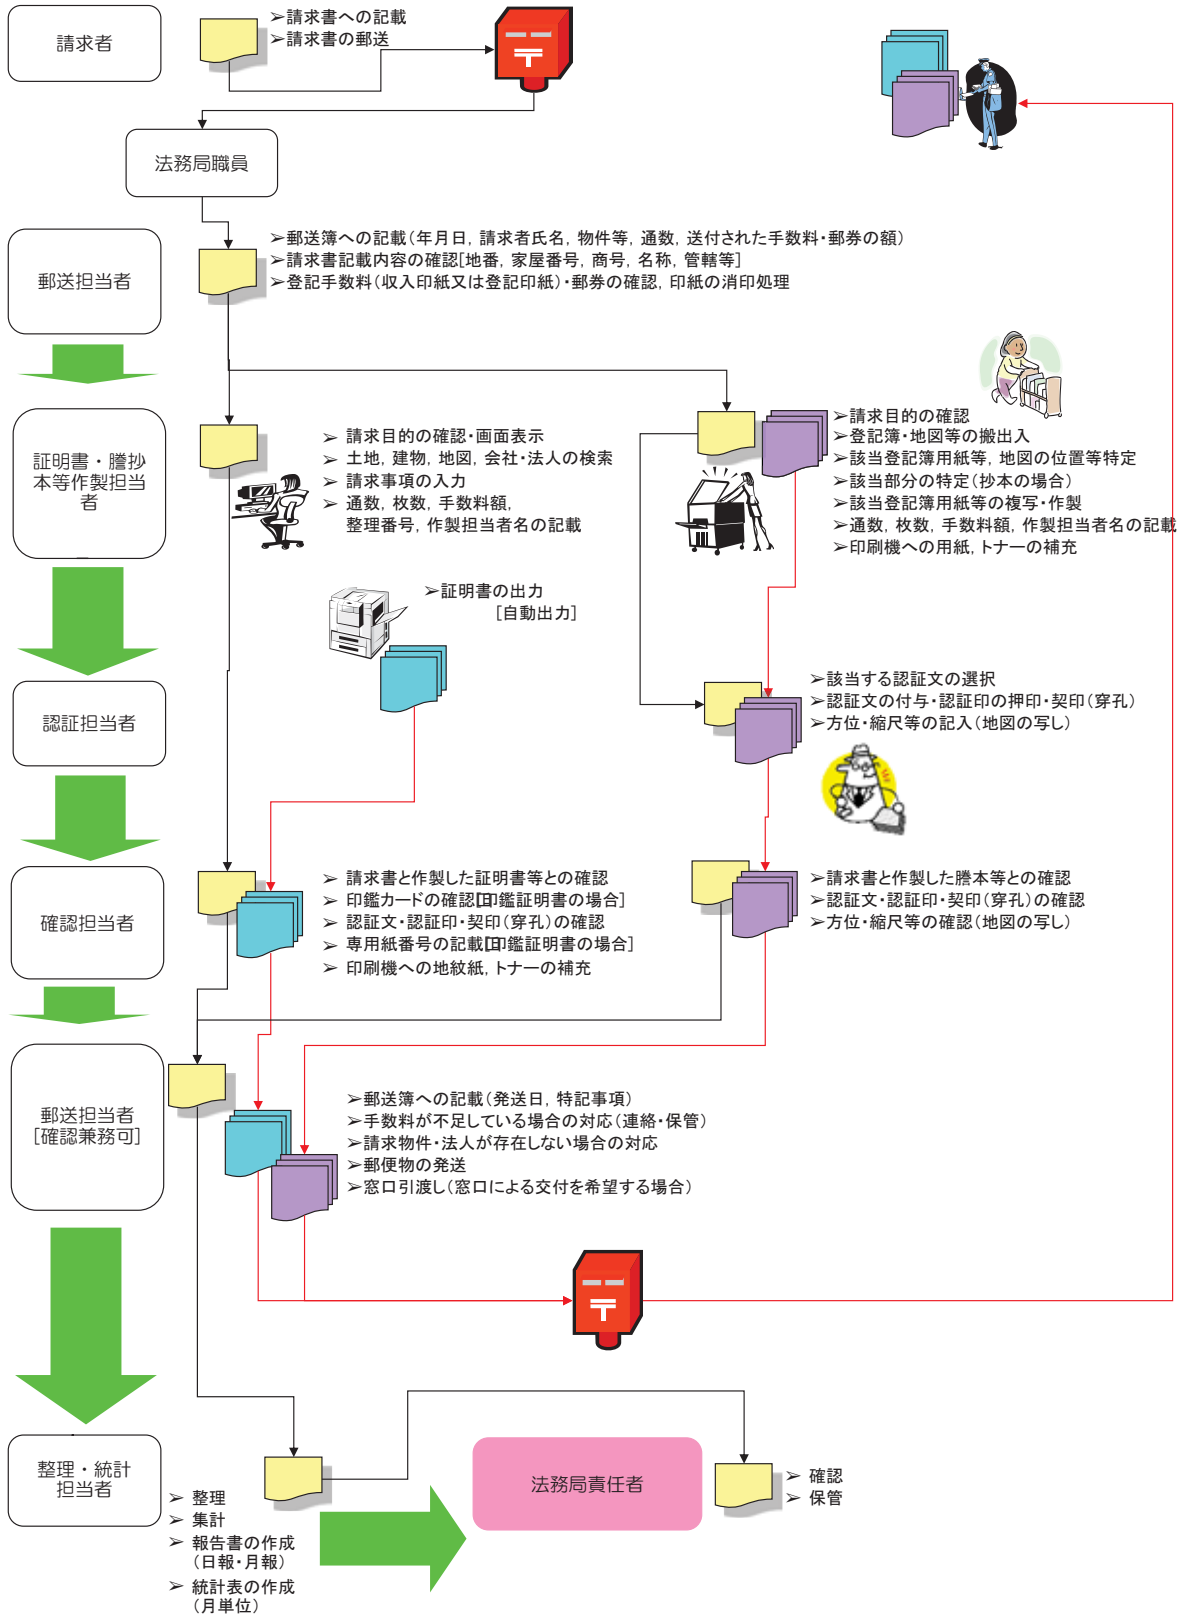 請求者
➢請求書への記載
➢請求書の郵送
法務局職員
郵送担当者
➢郵送簿への記載(年月日, 請求者氏名, 物件等, 通数, 送付された手数料・郵券の額)
➢請求書記載内容の確認[地番, 家屋番号, 商号, 名称, 管轄等]
➢登記手数料(収入印紙又は登記印紙)・郵券の確認, 印紙の消印処理
証明書・謄抄
本等作製担当
者
➢ 請求目的の確認・画面表示
➢ 土地, 建物, 地図, 会社・法人の検索
➢ 請求事項の入力
➢ 通数, 枚数, 手数料額,
整理番号, 作製担当者名の記載
➢請求目的の確認
➢登記簿・地図等の搬出入
➢該当登記簿用紙等, 地図の位置等特定
➢該当部分の特定(抄本の場合)
➢該当登記簿用紙等の複写・作製
➢通数, 枚数, 手数料額, 作製担当者名の記載
➢印刷機への用紙, トナーの補充
➢証明書の出力
[自動出力]
認証担当者
➢該当する認証文の選択
➢認証文の付与・認証印の押印・契印(穿孔)
➢方位・縮尺等の記入(地図の写し)
確認担当者
➢ 請求書と作製した証明書等との確認
➢ 印鑑カードの確認[印鑑証明書の場合]
➢ 認証文・認証印・契印(穿孔)の確認
➢ 専用紙番号の記載[印鑑証明書の場合]
➢ 印刷機への地紋紙, トナーの補充
➢請求書と作製した謄本等との確認
➢認証文・認証印・契印(穿孔)の確認
➢方位・縮尺等の確認(地図の写し)
郵送担当者
[確認兼務可]
➢郵送簿への記載(発送日, 特記事項)
➢手数料が不足している場合の対応(連絡・保管)
➢請求物件・法人が存在しない場合の対応
➢郵便物の発送
➢窓口引渡し(窓口による交付を希望する場合)
整理・統計
担当者
➢ 整理
➢ 集計
➢ 報告書の作成
(日報・月報)
➢ 統計表の作成
(月単位)
法務局責任者
➢ 確認
➢ 保管